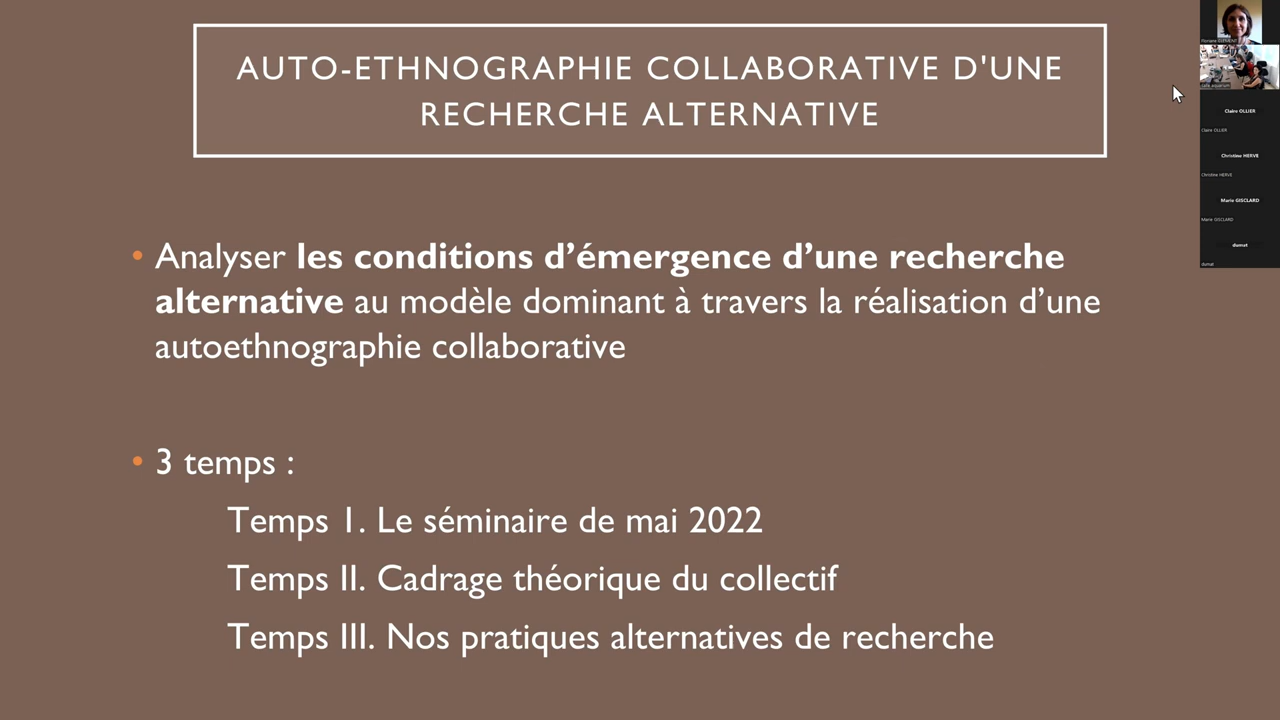 AUTO-ETHNOGRAPHIE COLLABORATIVE D'UNE
RECHERCHE ALTERNATIVE
• Analyser les conditions d’émergence d’une recherche
alternative au modèle dominant à travers la réalisation d’une
autoethnographie collaborative
• 3 temps :
Temps 1. Le séminaire de mai 2022
Temps II. Cadrage théorique du collectif
Temps III. Nos pratiques alternatives de recherche
Floriane CLEMENT
Claire OLLIER
Claire OLLIER
Christine HERVE
Christine HERVE
Marie GISCLARD
Marie GISCLARD
dumat
dumat